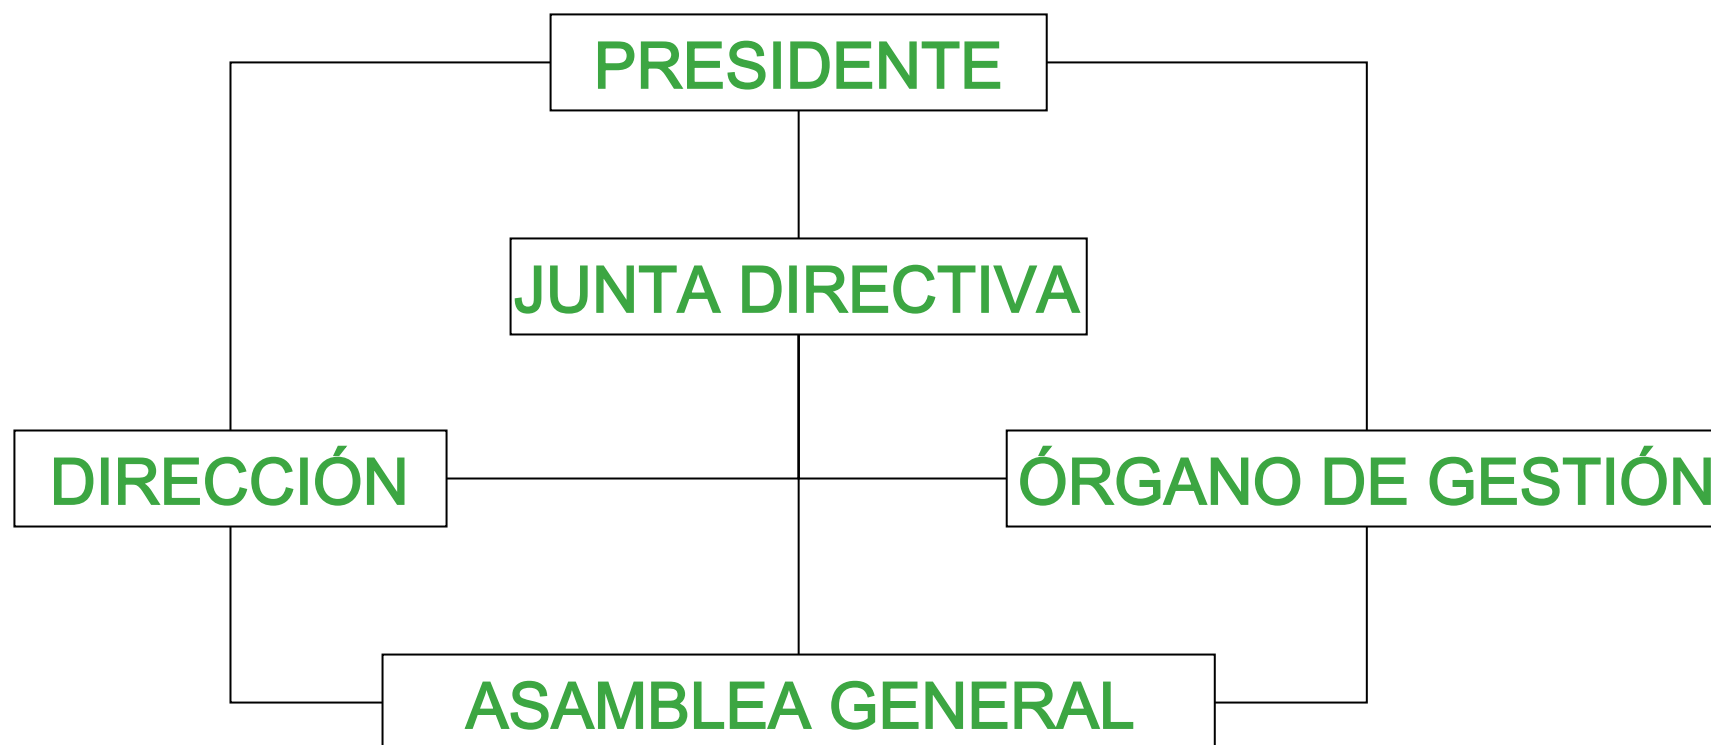 PRESIDENTE
JUNTA DIRECTIVA
DIRECCIÓN
ÓRGANO DE GESTIÓN
ASAMBLEA GENERAL